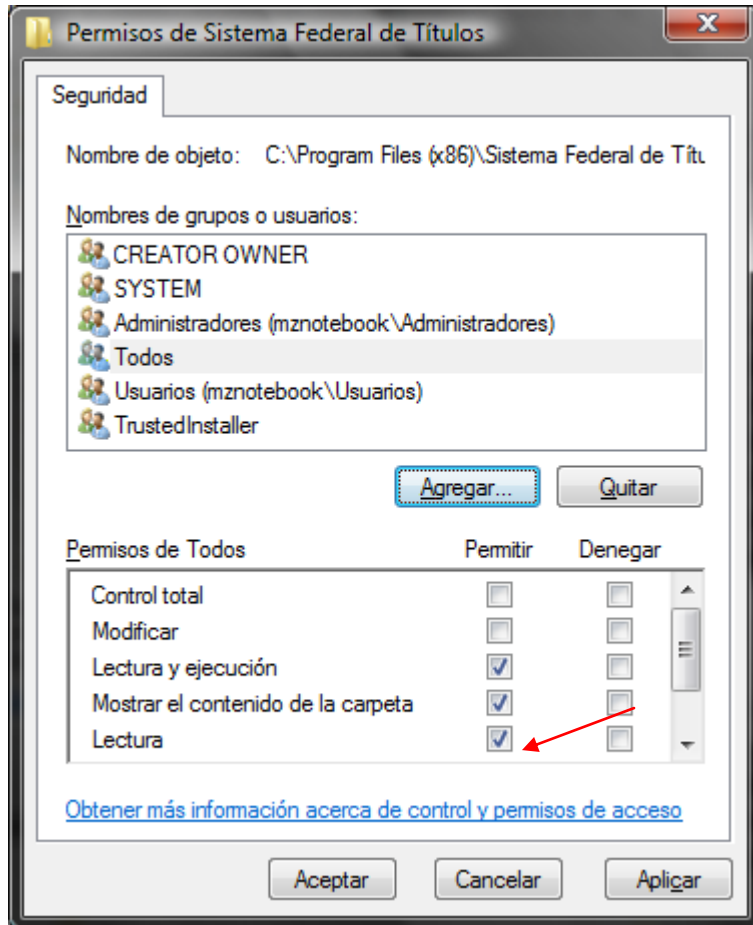 Permisos de Sistema Federal de Títulos
Seguridad
Nombre de objeto: C:\Program Files (x86)\Sistema Federal de Títu
Nombres de grupos o usuarios:
CREATOR OWNER
SYSTEM
Administradores (mznotebook\Administradores)
Todos
Usuarios (mznotebook\Usuarios)
TrustedInstaller
Agregar... Quitar
Permisos de Todos Permitir Denegar
Control total
Modificar
Lectura y ejecución
Mostrar el contenido de la carpeta
Lectura
Obtener más información acerca de control y permisos de acceso
Aceptar Cancelar Aplicar